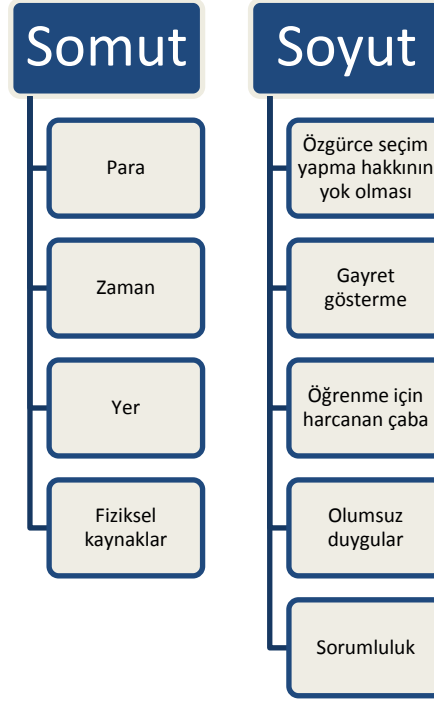 Somut
Para
Zaman
Yer
Fiziksel
kaynaklar
Soyut
Özgürce seçim
yapma hakkının
yok olması
Gayret
gösterme
Öğrenme için
harcanan çaba
Olumsuz
duygular
Sorumluluk